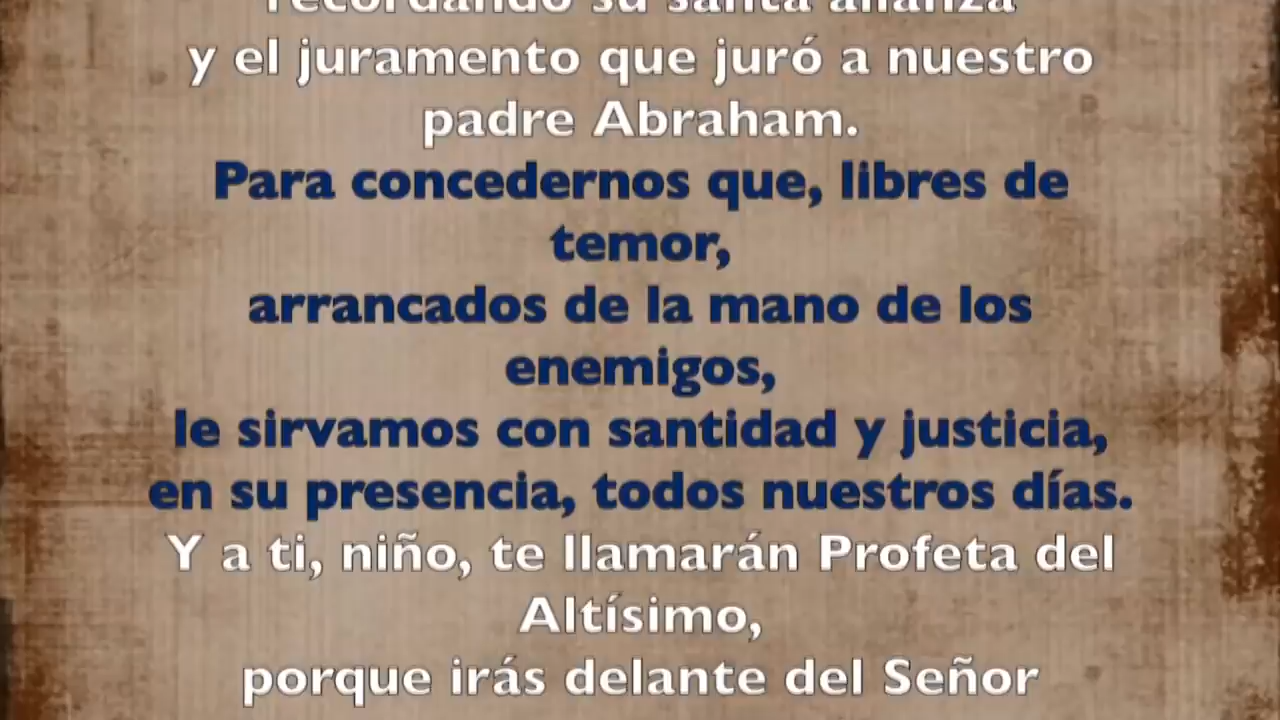 recordando su santa alianza
y el juramento que juró a nuestro
padre Abraham.
Para concedernos que, libres de
temor,
arrancados de la mano de los
enemigos,
le sirvamos con santidad y justicia,
en su presencia, todos nuestros días.
Y a ti, niño, te llamarán Profeta del
Altísimo,
porque irás delante del Señor